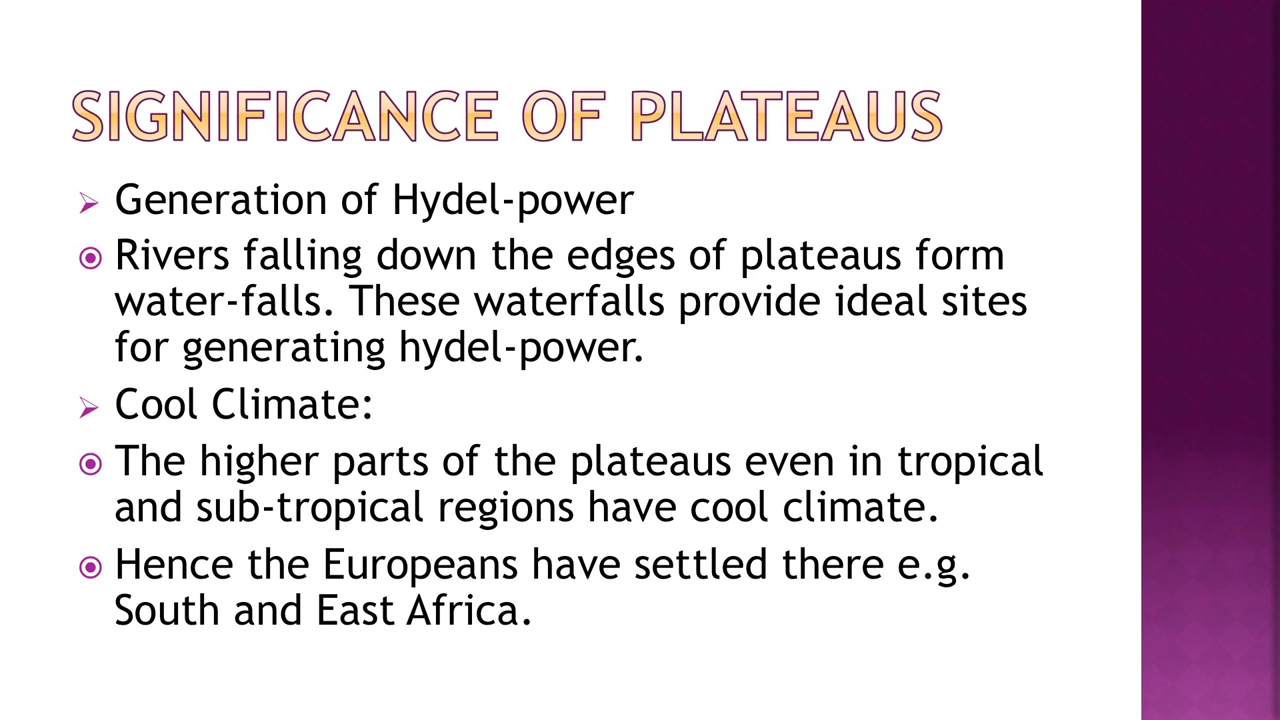 SIGNIFICANCE OF PLATEAUS
Generation of Hydel-power
Rivers falling down the edges of plateaus form
water-falls. These waterfalls provide ideal sites
for generating hydel-power.
Cool Climate:
The higher parts of the plateaus even in tropical
and sub-tropical regions have cool climate.
Hence the Europeans have settled there e.g.
South and East Africa.